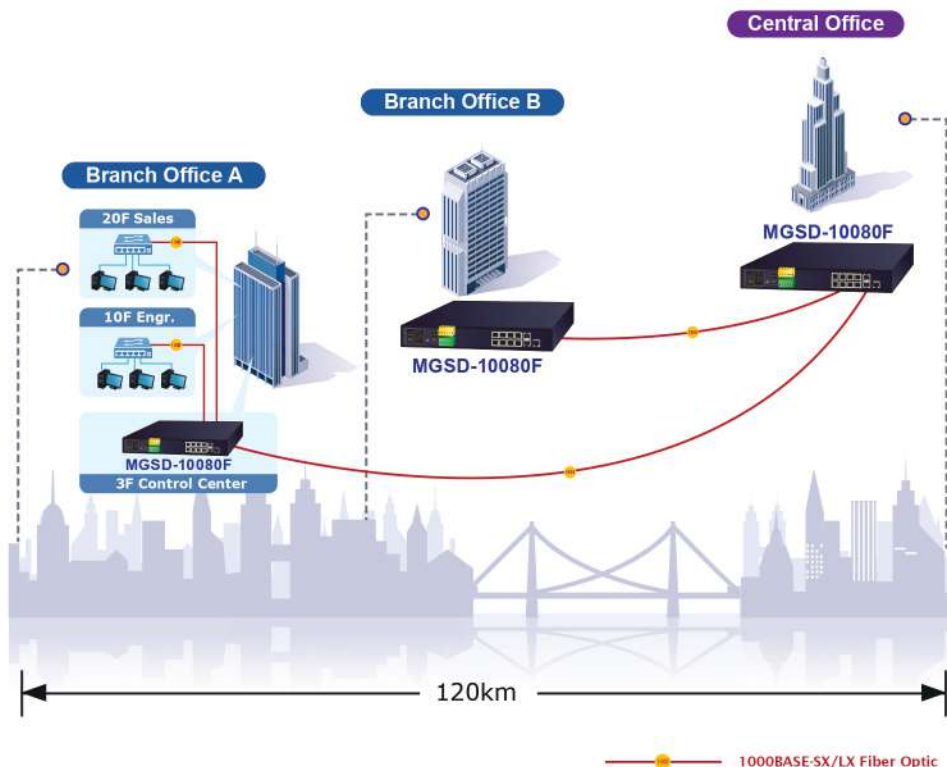 Central Office
Branch Office B
Branch Office A
20F Sales
10F Engr.
MGSD-10080F
MGSD-10080F
MGSD-10080F
3F Control Center
120km
1000BASE-SX/LX Fiber Optic